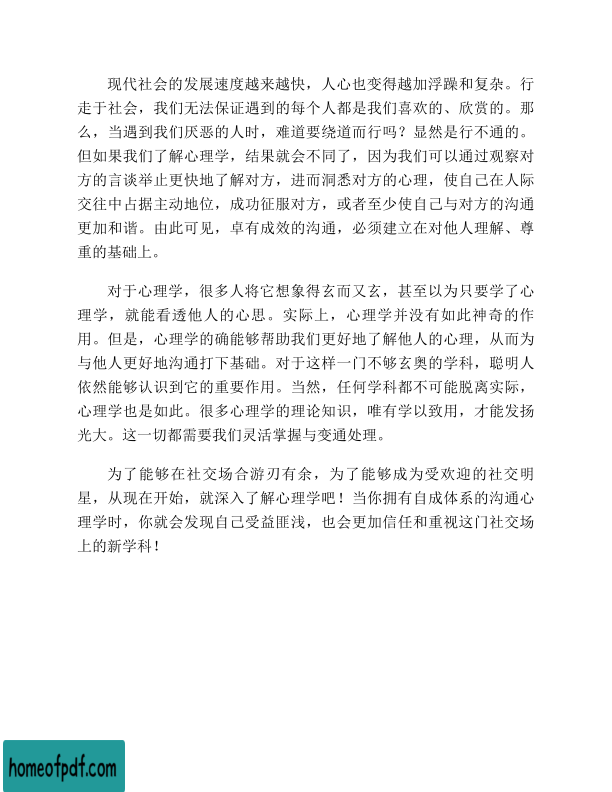 现代社会的发展速度越来越快，人心也变得越加浮躁和复杂。行
走于社会，我们无法保证遇到的每个人都是我们喜欢的、欣赏的。那
么，当遇到我们厌恶的人时，难道要绕道而行吗？显然是行不通的。
但如果我们了解心理学，结果就会不同了，因为我们可以通过观察对
方的言谈举止更快地了解对方，进而洞悉对方的心理，使自己在人际
交往中占据主动地位，成功征服对方，或者至少使自己与对方的沟通
更加和谐。由此可见，卓有成效的沟通，必须建立在对他人理解、尊
重的基础上。
对于心理学，很多人将它想象得玄而又玄，甚至以为只要学了心
理学，就能看透他人的心思。实际上，心理学并没有如此神奇的作
用。但是，心理学的确能够帮助我们更好地了解他人的心理，从而为
与他人更好地沟通打下基础。对于这样一门不够玄奥的学科，聪明人
依然能够认识到它的重要作用。当然，任何学科都不可能脱离实际，
心理学也是如此。很多心理学的理论知识，唯有学以致用，才能发扬
光大。这一切都需要我们灵活掌握与变通处理。
为了能够在社交场合游刃有余，为了能够成为受欢迎的社交明
星，从现在开始，就深入了解心理学吧！当你拥有自成体系的沟通心
理学时，你就会发现自己受益匪浅，也会更加信任和重视这门社交场
上的新学科！
homeofpdf.com